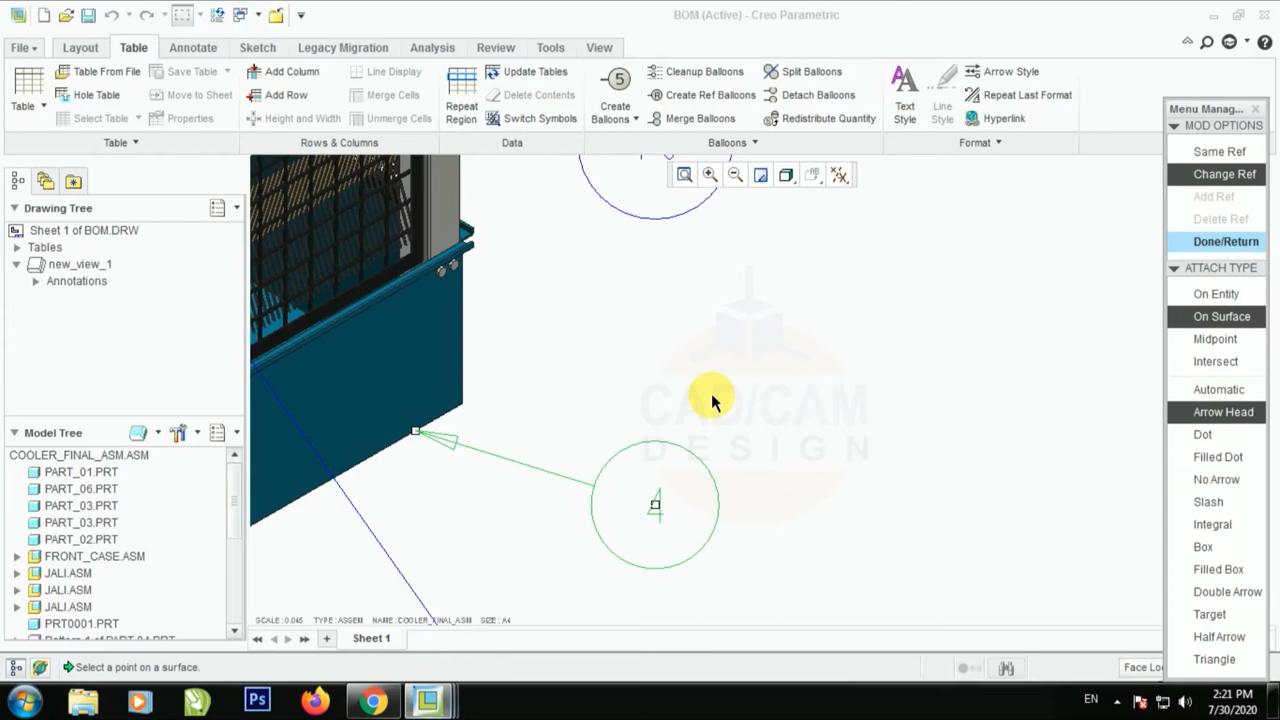 BOM (Active) - Creo Parametric
File
Layout
Table
Annotate
Sketch
Legacy Migration
Analysis
Review
Tools
View
Table From File
Save Table
Hole Table
Move to Sheet
Table
Select Table
Properties
Table
Add Column
Line Display
Add Row
Merge Cells
Height and Width
Unmerge Cells
Rows & Columns
Repeat
Region
Update Tables
Delete Contents
Switch Symbols
Data
5
Create
Balloons
Cleanup Balloons
Split Balloons
Create Ref Balloons
Detach Balloons
Merge Balloons
Redistribute Quantity
Balloons
Text
Style
Line
Style
Arrow Style
Repeat Last Format
Hyperlink
Format
Menu Manag...
MOD OPTIONS
Same Ref
Change Ref
Add Ref
Delete Ref
Done/Return
ATTACH TYPE
On Entity
On Surface
Midpoint
Intersect
Automatic
Arrow Head
Dot
Filled Dot
No Arrow
Slash
Integral
Box
Filled Box
Double Arrow
Target
Half Arrow
Triangle
Drawing Tree
Sheet 1 of BOM.DRW
Tables
new_view_1
Annotations
Model Tree
COOLER_FINAL_ASM.ASM
PART_01.PRT
PART_06.PRT
PART_03.PRT
PART_03.PRT
PART_02.PRT
FRONT_CASE.ASM
JALI.ASM
JALI.ASM
JALI.ASM
PRT0001.PRT
CAD/CAM
DESIGN
4
SCALE : 0.045 TYPE : ASSEM NAME : COOLER_FINAL_ASM SIZE : A4
Sheet 1
Select a point on a surface.
Ps
EN
2:21 PM
7/30/2020